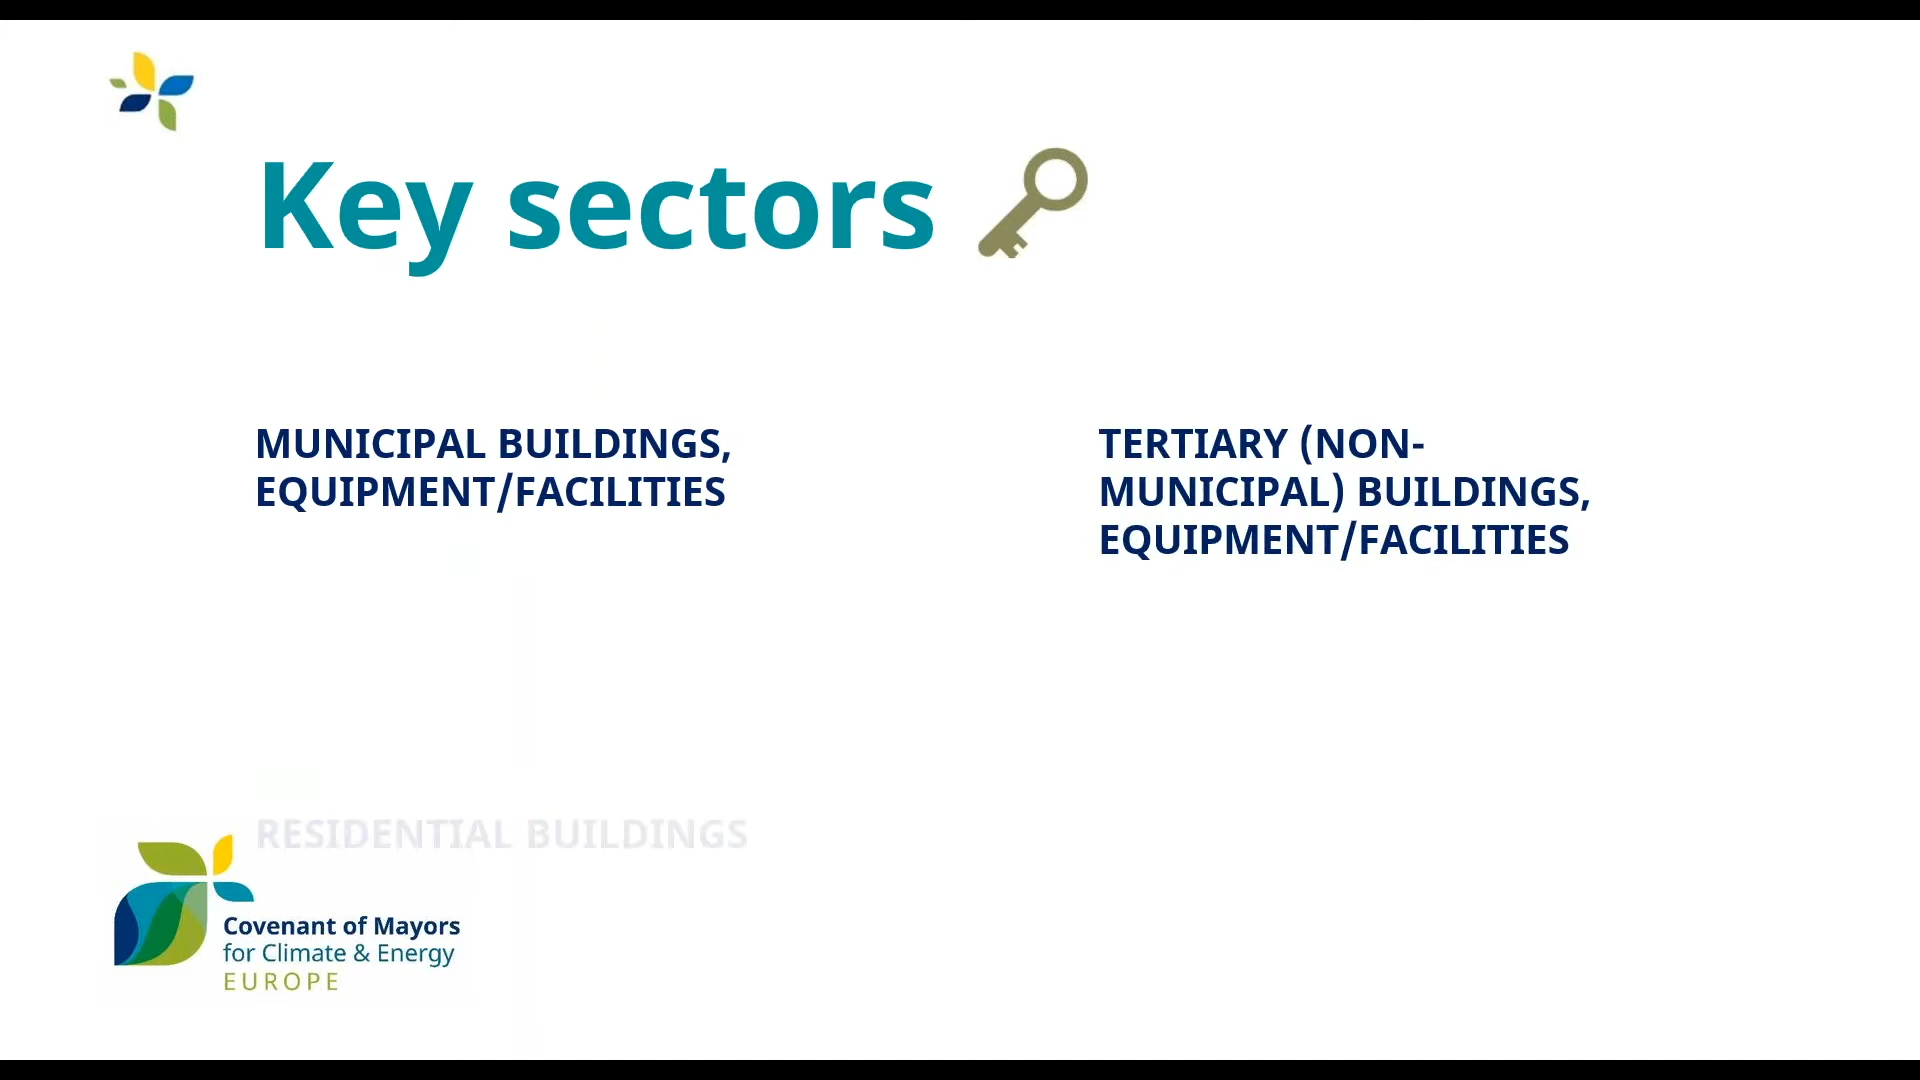 Key sectors
MUNICIPAL BUILDINGS,
EQUIPMENT/FACILITIES
TERTIARY (NON-
MUNICIPAL) BUILDINGS,
EQUIPMENT/FACILITIES
RESIDENTIAL BUILDINGS
Covenant of Mayors
for Climate & Energy
EUROPE